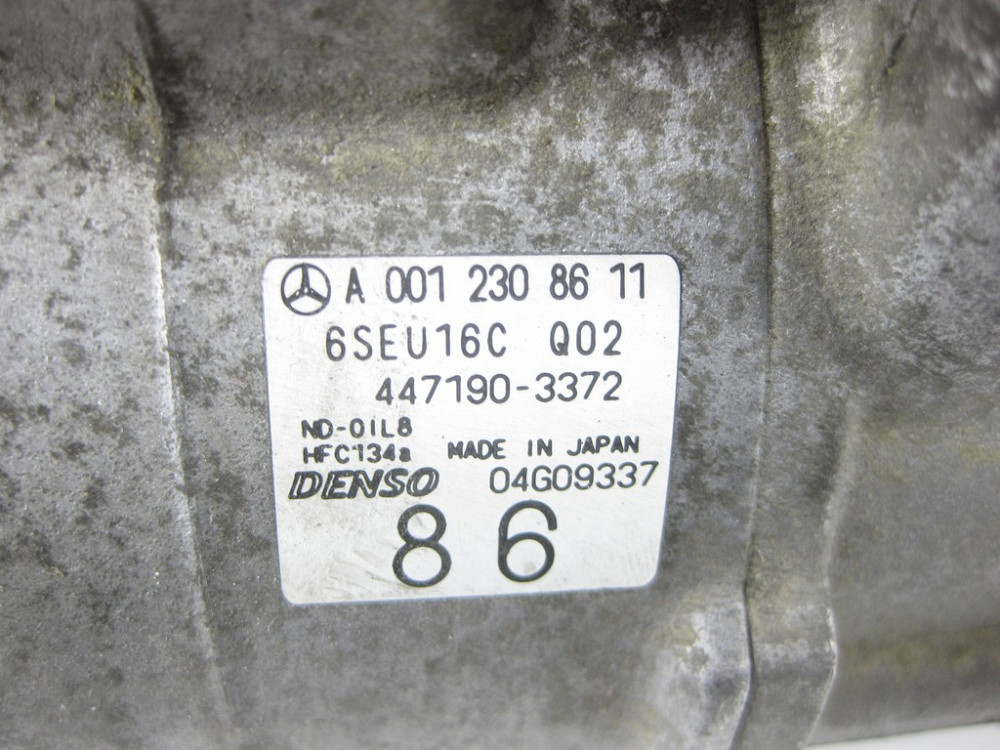 A 001 230 86 11
6SEU16C Q02
447190-3372
ND-OIL8
HFC134a MADE IN JAPAN
DENSO 04G09337
86